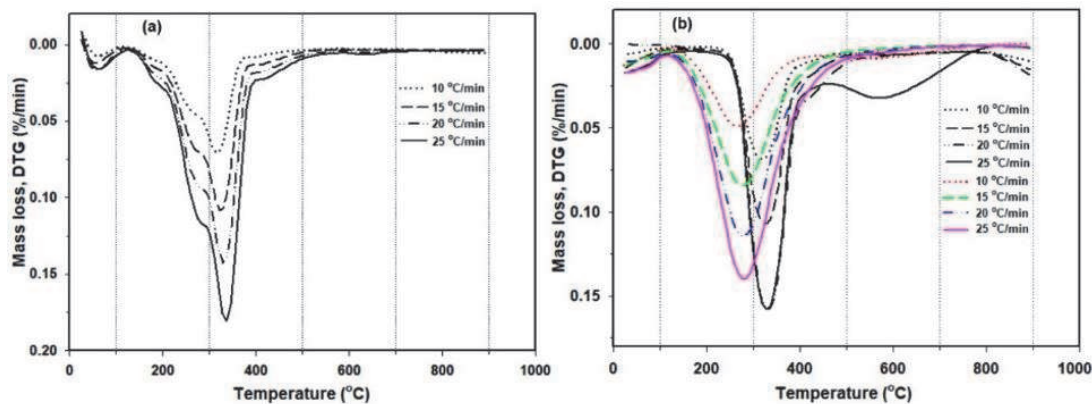 (a)
Mass loss, DTG (%/min)
0.00
0.05
0.10
0.15
0.20
10 °C/min
15 °C/min
20 °C/min
25 °C/min
0 200 400 600 800 1000
Temperature (°C)
(b)
Mass loss, DTG (%/min)
0.00
0.05
0.10
0.15
10 °C/min
15 °C/min
20 °C/min
25 °C/min
10 °C/min
15 °C/min
20 °C/min
25 °C/min
0 200 400 600 800 1000
Temperature (°C)